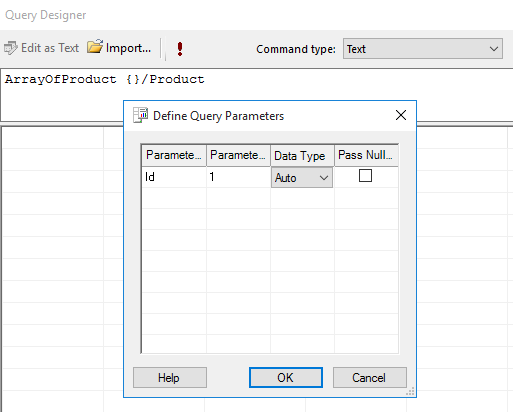 Query Designer
Edit as Text Import... Command type: Text
ArrayOfProduct {}/Product
Define Query Parameters
Paramete... Paramete... Data Type Pass Null...
Id 1 Auto
Help OK Cancel